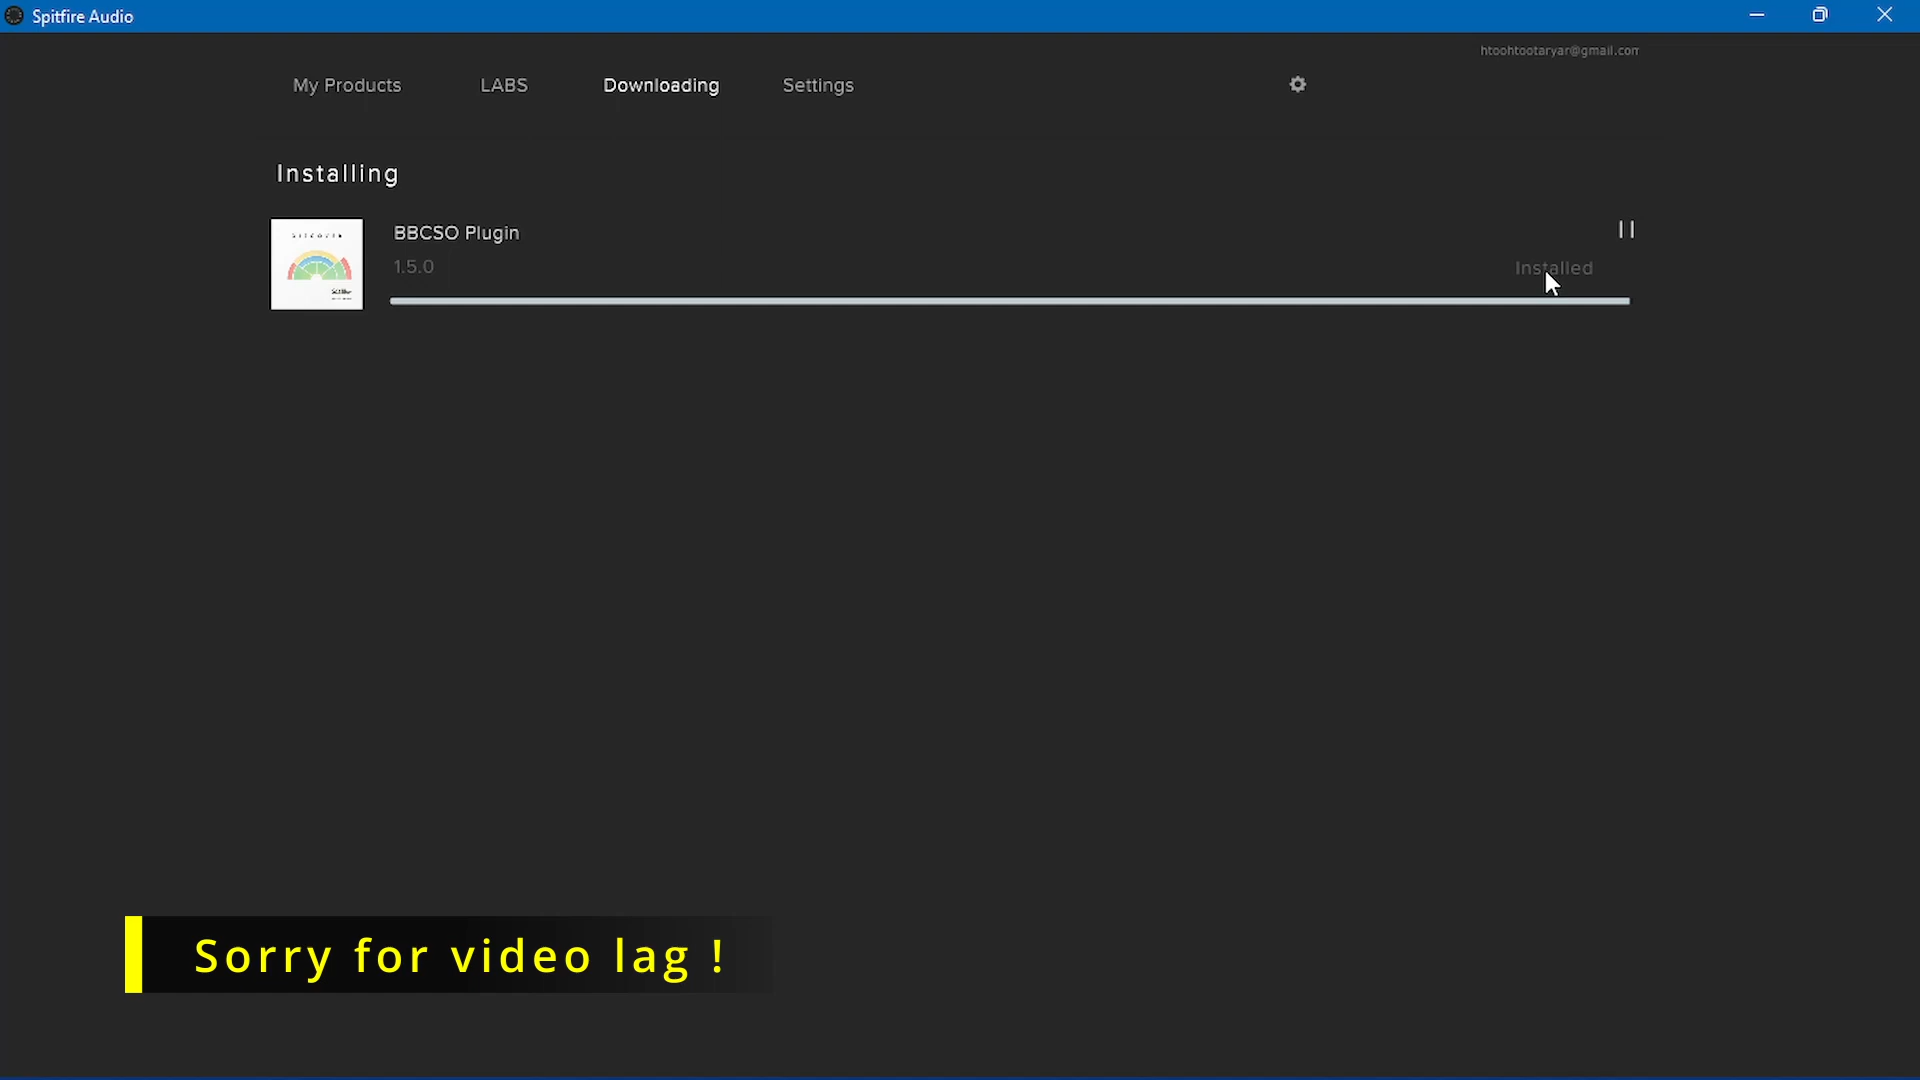 Spitfire Audio
htoohtootaryar@gmail.com
My Products LABS Downloading Settings
Installing
BBCSO Plugin
1.5.0
Installed
Sorry for video lag !